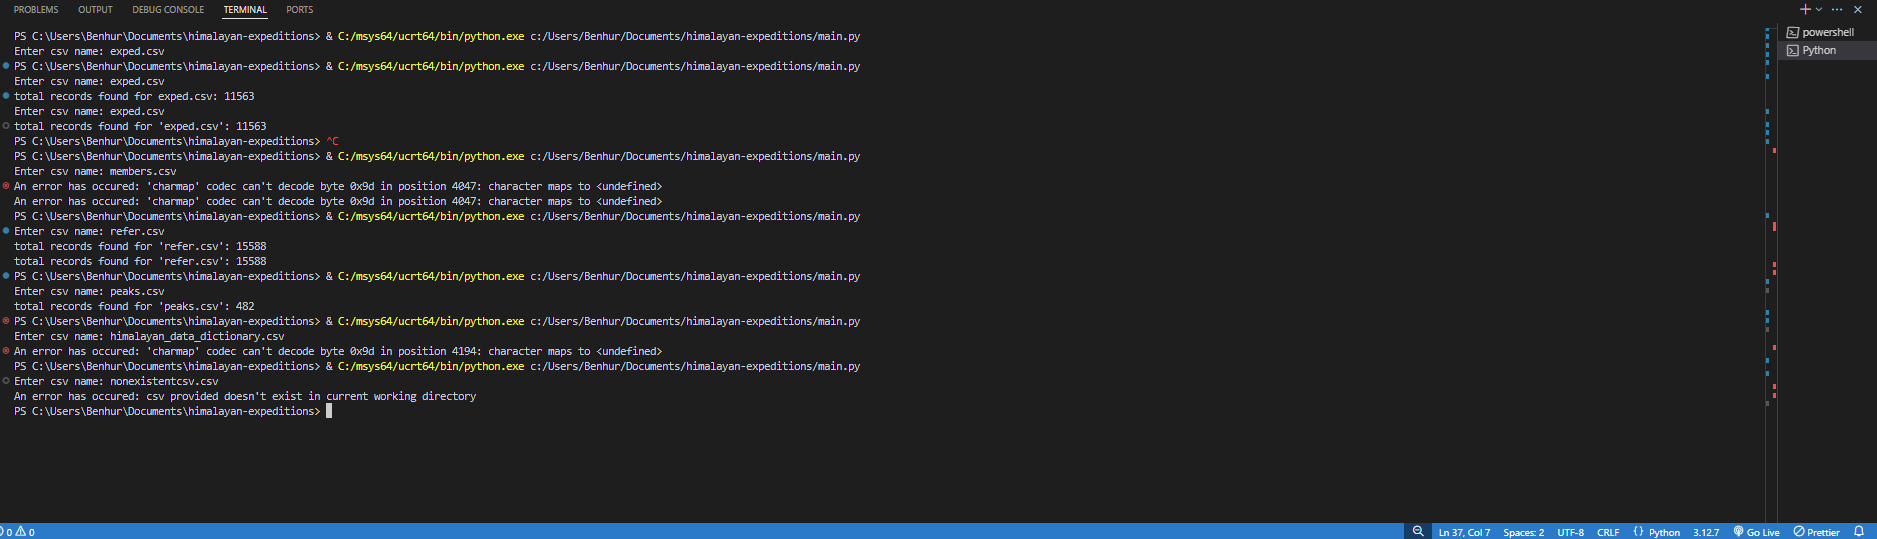 PROBLEMS OUTPUT DEBUG CONSOLE TERMINAL PORTS
PS C:\Users\Benhur\Documents\himalayan-expeditions> & C:/msys64/ucrt64/bin/python.exe c:/Users/Benhur/Documents/himalayan-expeditions/main.py
Enter csv name: exped.csv
PS C:\Users\Benhur\Documents\himalayan-expeditions> & C:/msys64/ucrt64/bin/python.exe c:/Users/Benhur/Documents/himalayan-expeditions/main.py
Enter csv name: exped.csv
total records found for exped.csv: 11563
Enter csv name: exped.csv
total records found for 'exped.csv': 11563
PS C:\Users\Benhur\Documents\himalayan-expeditions> ^C
PS C:\Users\Benhur\Documents\himalayan-expeditions> & C:/msys64/ucrt64/bin/python.exe c:/Users/Benhur/Documents/himalayan-expeditions/main.py
Enter csv name: members.csv
An error has occured: 'charmap' codec can't decode byte 0x9d in position 4047: character maps to <undefined>
An error has occured: 'charmap' codec can't decode byte 0x9d in position 4047: character maps to <undefined>
PS C:\Users\Benhur\Documents\himalayan-expeditions> & C:/msys64/ucrt64/bin/python.exe c:/Users/Benhur/Documents/himalayan-expeditions/main.py
Enter csv name: refer.csv
total records found for 'refer.csv': 15588
total records found for 'refer.csv': 15588
PS C:\Users\Benhur\Documents\himalayan-expeditions> & C:/msys64/ucrt64/bin/python.exe c:/Users/Benhur/Documents/himalayan-expeditions/main.py
Enter csv name: peaks.csv
total records found for 'peaks.csv': 482
PS C:\Users\Benhur\Documents\himalayan-expeditions> & C:/msys64/ucrt64/bin/python.exe c:/Users/Benhur/Documents/himalayan-expeditions/main.py
Enter csv name: himalayan_data_dictionary.csv
An error has occured: 'charmap' codec can't decode byte 0x9d in position 4194: character maps to <undefined>
PS C:\Users\Benhur\Documents\himalayan-expeditions> & C:/msys64/ucrt64/bin/python.exe c:/Users/Benhur/Documents/himalayan-expeditions/main.py
Enter csv name: nonexistentcsv.csv
An error has occured: csv provided doesn't exist in current working directory
PS C:\Users\Benhur\Documents\himalayan-expeditions>
powershell
Python
0 0 Ln 37, Col 7 Spaces: 2 UTF-8 CRLF {} Python 3.12.7 Go Live Prettier